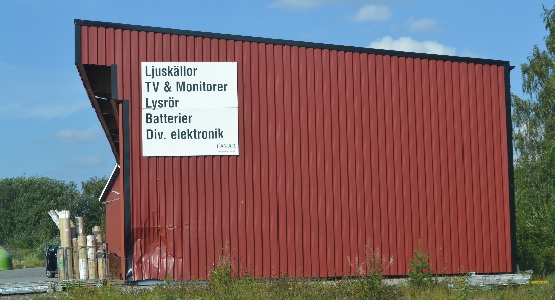 Ljuskällor
TV & Monitorer
Lysrör
Batterier
Div. elektronik